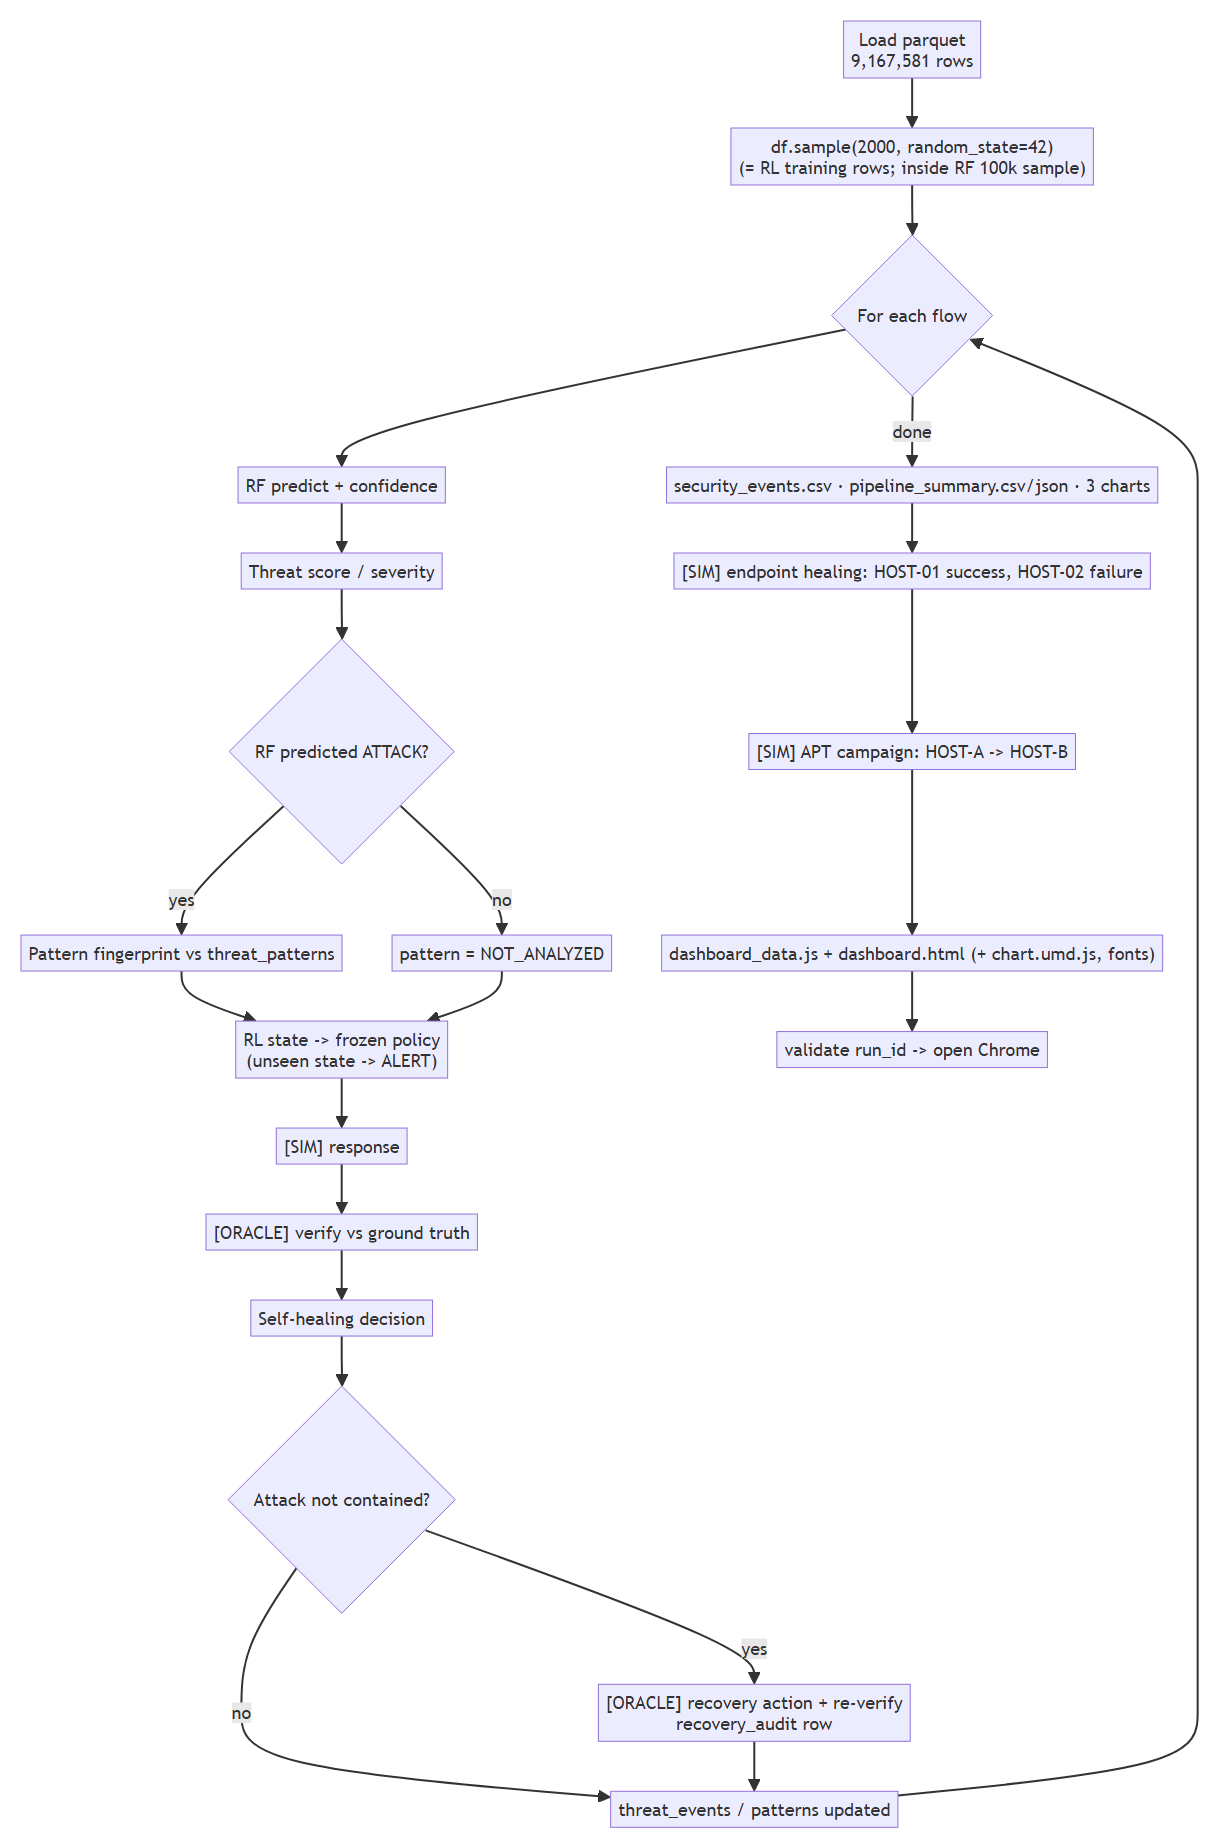 Load parquet
9,167,581 rows
df.sample(2000, random_state=42)
(= RL training rows; inside RF 100k sample)
For each flow
done
RF predict + confidence
security_events.csv · pipeline_summary.csv/json · 3 charts
Threat score / severity
[SIM] endpoint healing: HOST-01 success, HOST-02 failure
RF predicted ATTACK?
[SIM] APT campaign: HOST-A -> HOST-B
yes
no
Pattern fingerprint vs threat_patterns
pattern = NOT_ANALYZED
dashboard_data.js + dashboard.html (+ chart.umd.js, fonts)
RL state -> frozen policy
(unseen state -> ALERT)
validate run_id -> open Chrome
[SIM] response
[ORACLE] verify vs ground truth
Self-healing decision
Attack not contained?
yes
no
[ORACLE] recovery action + re-verify
recovery_audit row
threat_events / patterns updated